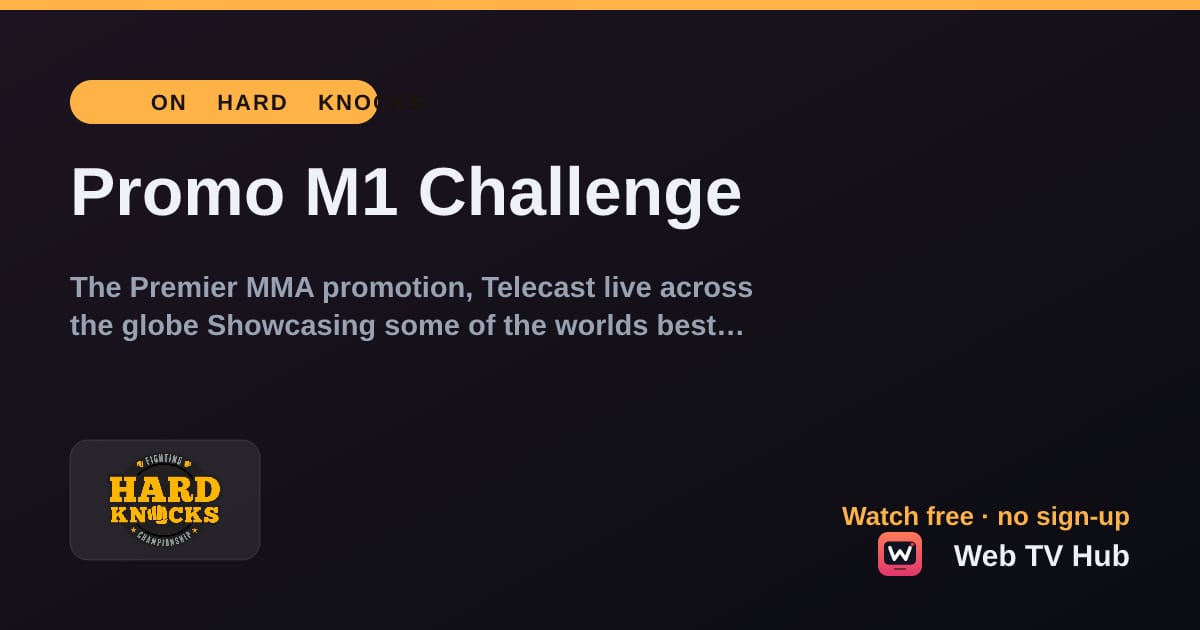 ON HARD KNOCKS
Promo M1 Challenge
The Premier MMA promotion, Telecast live across
the globe Showcasing some of the worlds best...
FIGHTING
HARD
KNOCKS
CHAMPIONSHIP
Watch free · no sign-up
W
Web TV Hub